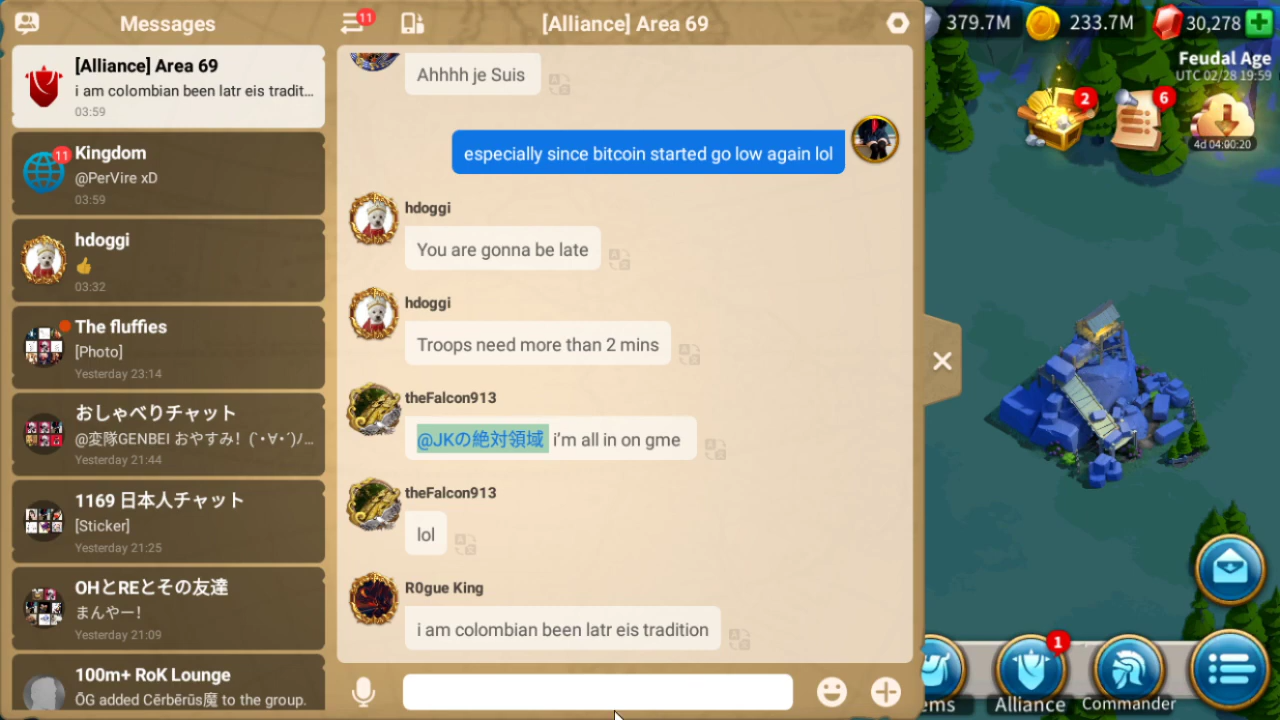 Messages
[Alliance] Area 69
i am colombian been latr eis tradit...
03:59
11
Kingdom
@PerVire xD
03:59
hdoggi
👍
03:32
The fluffies
[Photo]
Yesterday 23:14
おしゃべりチャット
@変隊GENBEI おやすみ! (`･∀･´)ﾉ...
Yesterday 21:44
1169 日本人チャット
[Sticker]
Yesterday 21:25
OHとREとその友達
まんやー!
Yesterday 21:09
100m+ RoK Lounge
ŌG added Cērbērūs魔 to the group.
11
[Alliance] Area 69
Ahhhh je Suis
especially since bitcoin started go low again lol
hdoggi
You are gonna be late
hdoggi
Troops need more than 2 mins
theFalcon913
@JKの絶対領域 i'm all in on gme
theFalcon913
lol
R0gue King
i am colombian been latr eis tradition
379.7M 233.7M 30,278
Feudal Age
UTC 02/28 19:59
2
6
4d 04:00:20
1
ems Alliance Commander